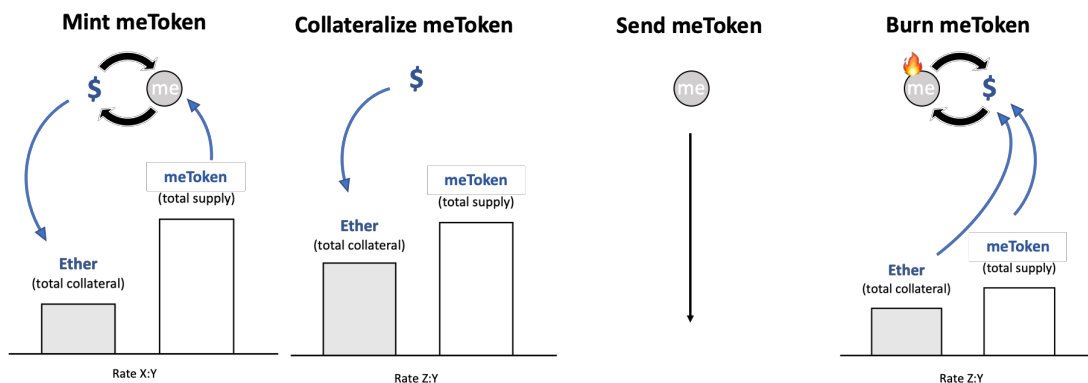 Mint meToken
$
me
meToken
(total supply)
Ether
(total collateral)
Rate X:Y
Collateralize meToken
$
meToken
(total supply)
Ether
(total collateral)
Rate Z:Y
Send meToken
me
Burn meToken
me
$
meToken
(total supply)
Ether
(total collateral)
Rate Z:Y